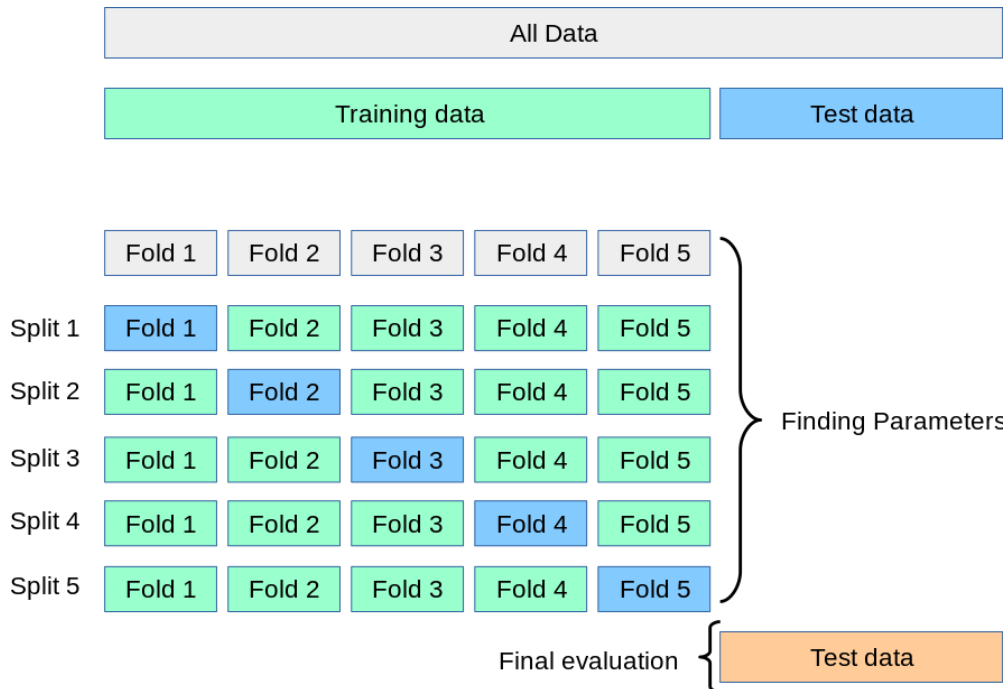 All Data
Training data Test data
Fold 1 Fold 2 Fold 3 Fold 4 Fold 5
Split 1 Fold 1 Fold 2 Fold 3 Fold 4 Fold 5
Split 2 Fold 1 Fold 2 Fold 3 Fold 4 Fold 5
Finding Parameters
Split 3 Fold 1 Fold 2 Fold 3 Fold 4 Fold 5
Split 4 Fold 1 Fold 2 Fold 3 Fold 4 Fold 5
Split 5 Fold 1 Fold 2 Fold 3 Fold 4 Fold 5
Final evaluation Test data